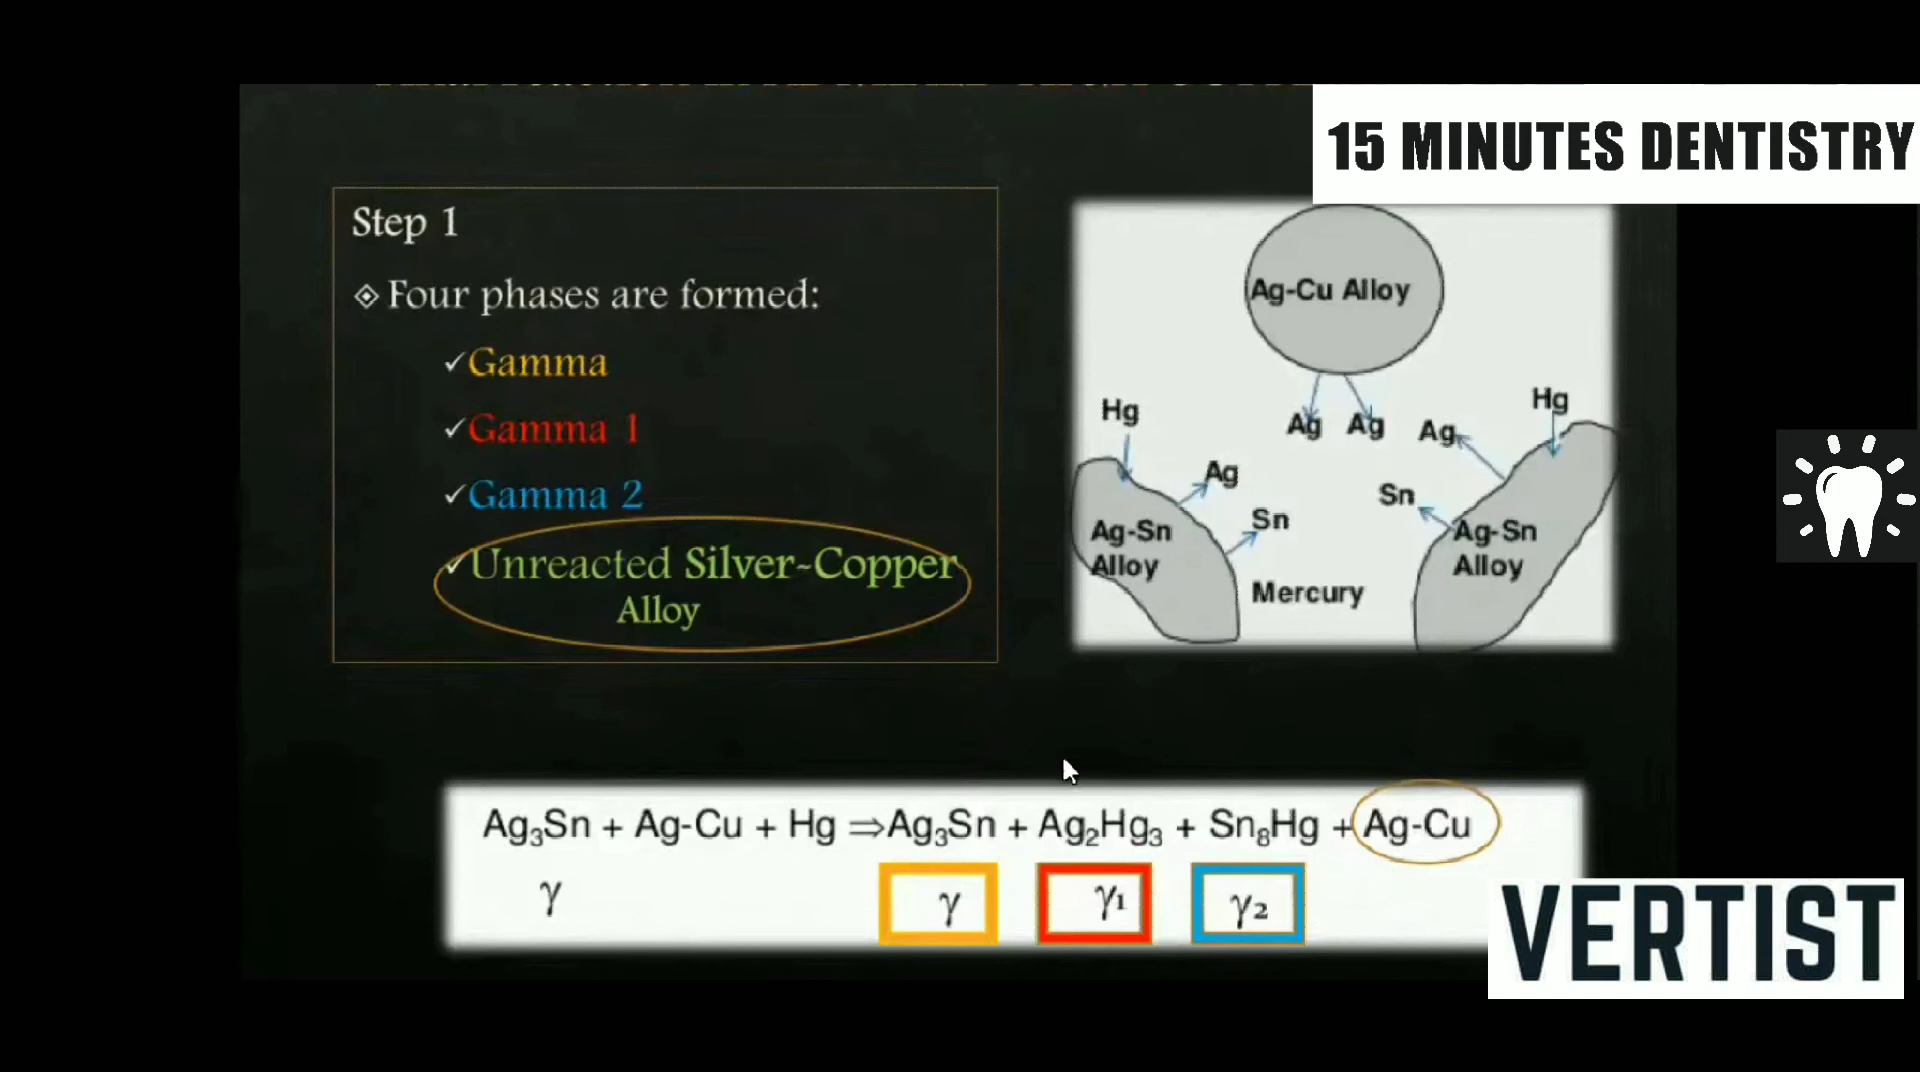 15 MINUTES DENTISTRY
Step 1
Four phases are formed:
✓Gamma
✓Gamma 1
✓Gamma 2
✓Unreacted Silver-Copper
Alloy
Ag-Cu Alloy
Hg
Ag Ag Ag
Hg
Ag
Sn
Sn
Ag-Sn
Alloy
Ag-Sn
Alloy
Mercury
Ag₃Sn + Ag-Cu + Hg ⇒Ag₃Sn + Ag₂Hg₃ + Sn₈Hg + Ag-Cu
γ γ γ₁ γ₂
VERTIST